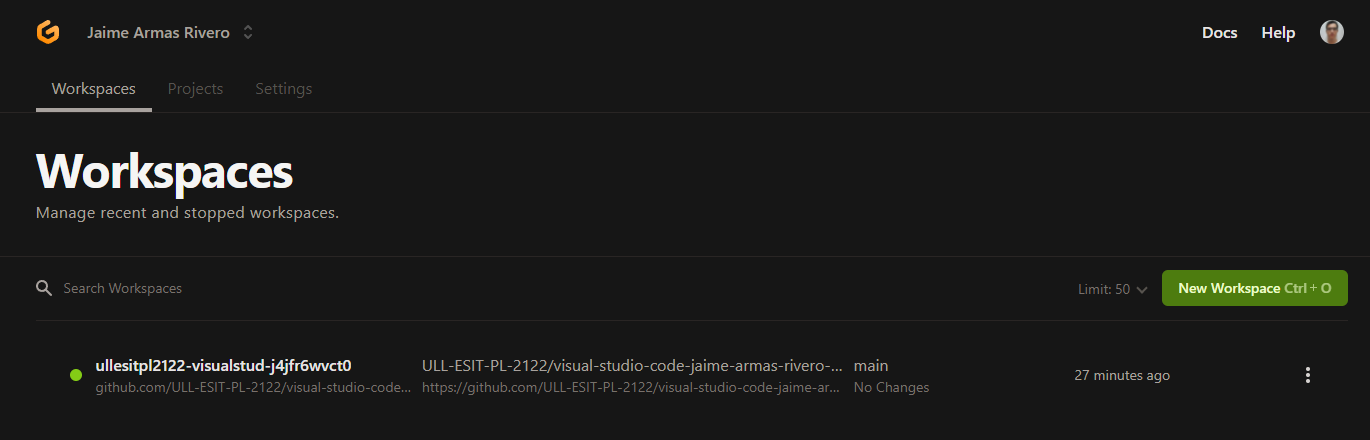 Jaime Armas Rivero
Docs Help
Workspaces Projects Settings
Workspaces
Manage recent and stopped workspaces.
Search Workspaces
Limit: 50
New Workspace Ctrl + O
ullesitpl2122-visualstud-j4jfr6wvct0
ULL-ESIT-PL-2122/visual-studio-code-jaime-armas-rivero-...
main
github.com/ULL-ESIT-PL-2122/visual-studio-code...
https://github.com/ULL-ESIT-PL-2122/visual-studio-code-jaime-ar...
No Changes
27 minutes ago